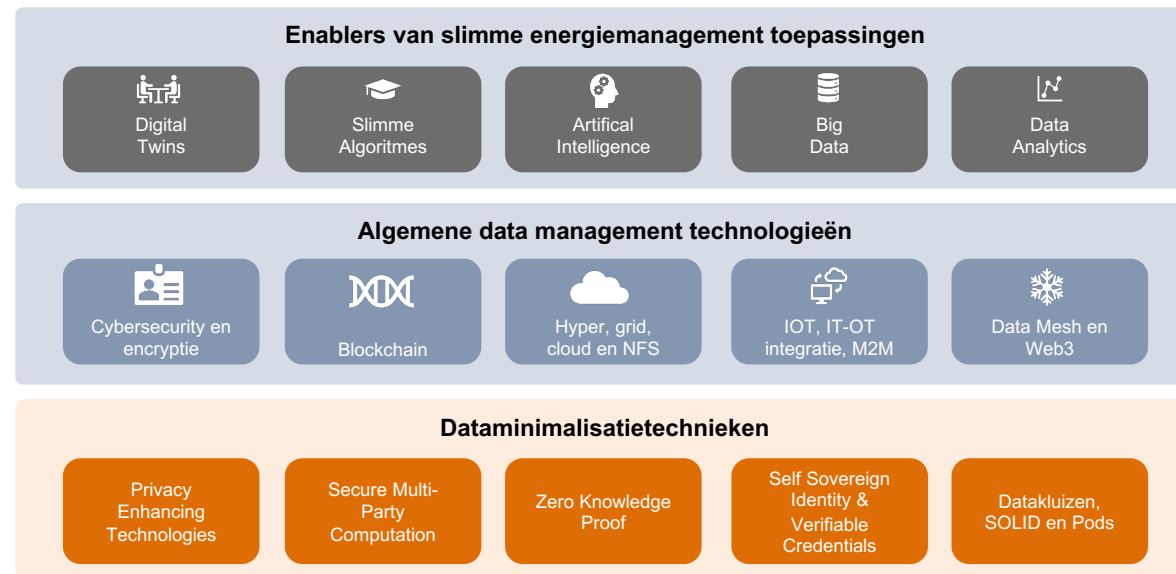 Enablers van slimme energiemanagement toepassingen
Digital
Twins
Slimme
Algoritmes
Artifical
Intelligence
Big
Data
Data
Analytics
Algemene data management technologieën
Cybersecurity en
encryptie
Blockchain
Hyper, grid,
cloud en NFS
IOT, IT-OT
integratie, M2M
Data Mesh en
Web3
Dataminimalisatietechnieken
Privacy
Enhancing
Technologies
Secure Multi-
Party
Computation
Zero Knowledge
Proof
Self Sovereign
Identity &
Verifiable
Credentials
Datakluizen,
SOLID en Pods